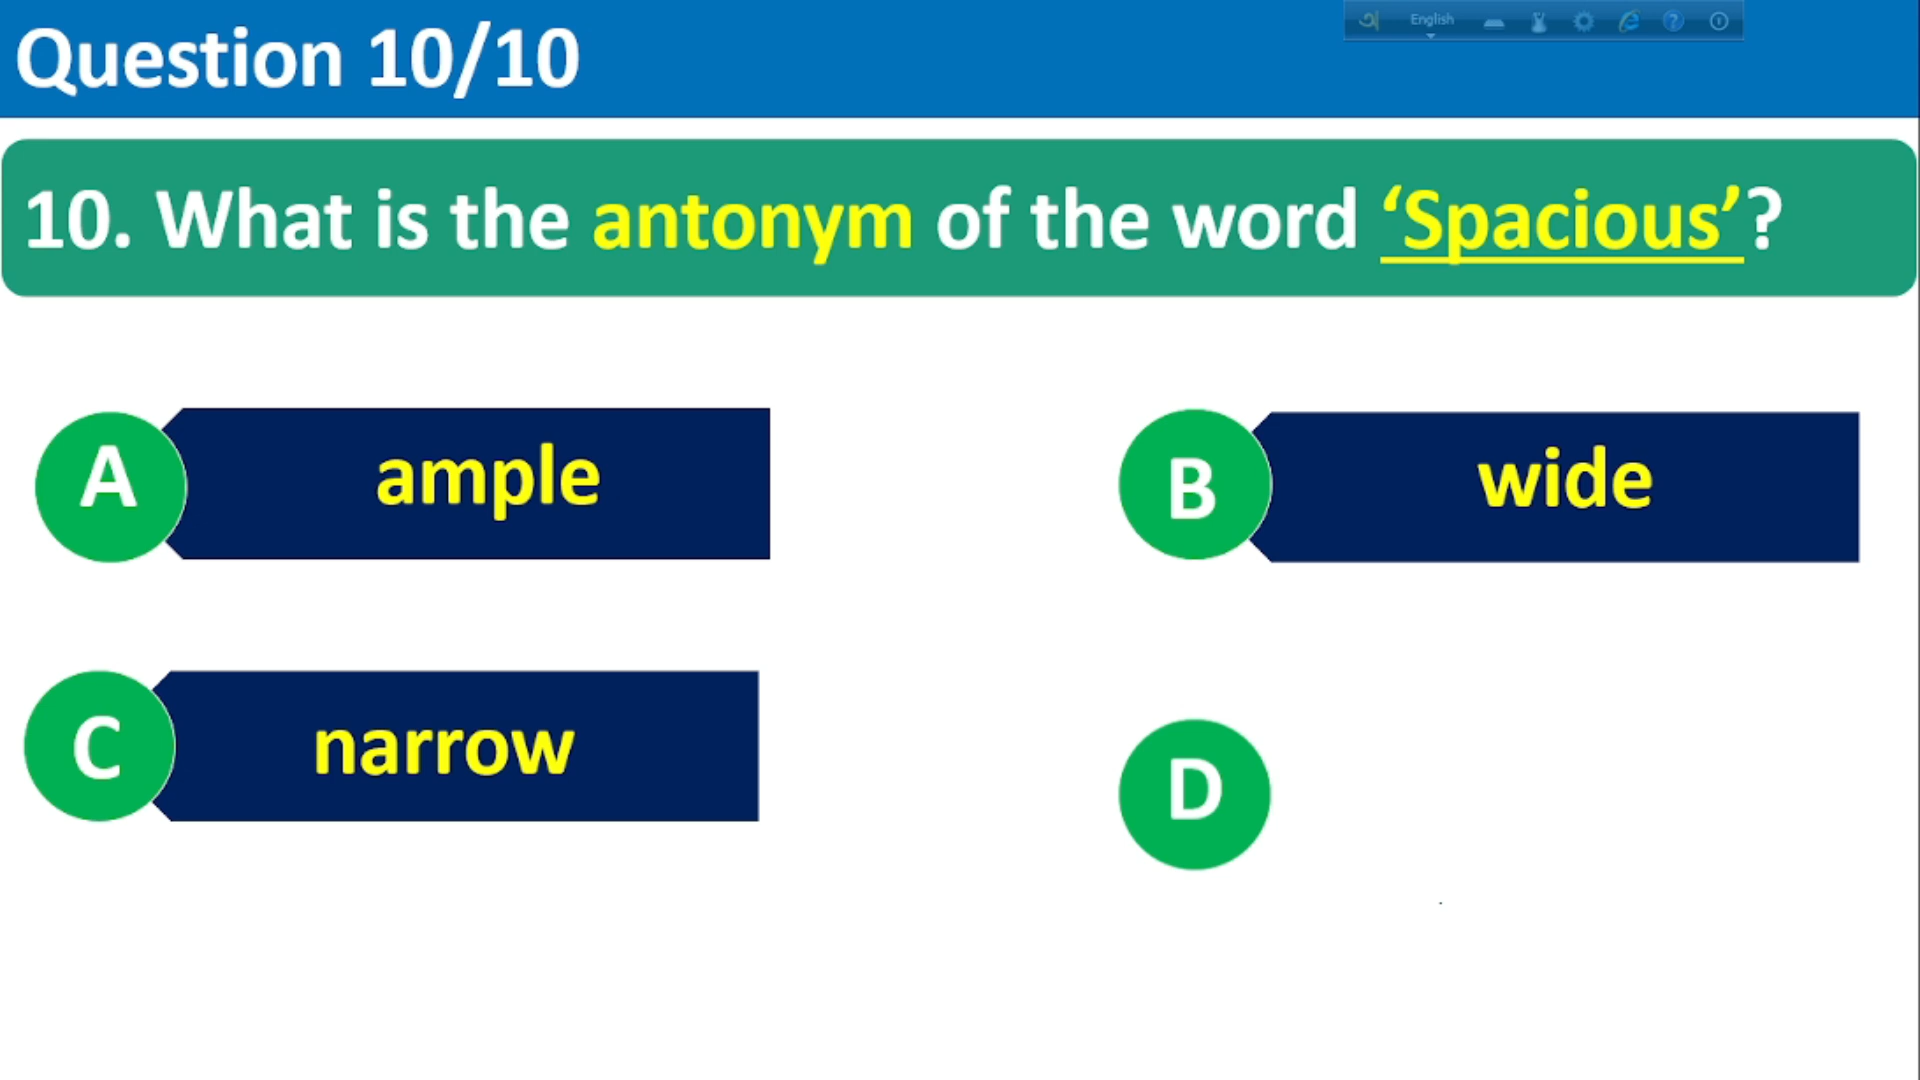 Question 10/10
English
10. What is the antonym of the word ‘Spacious’?
A ample
B wide
C narrow
D